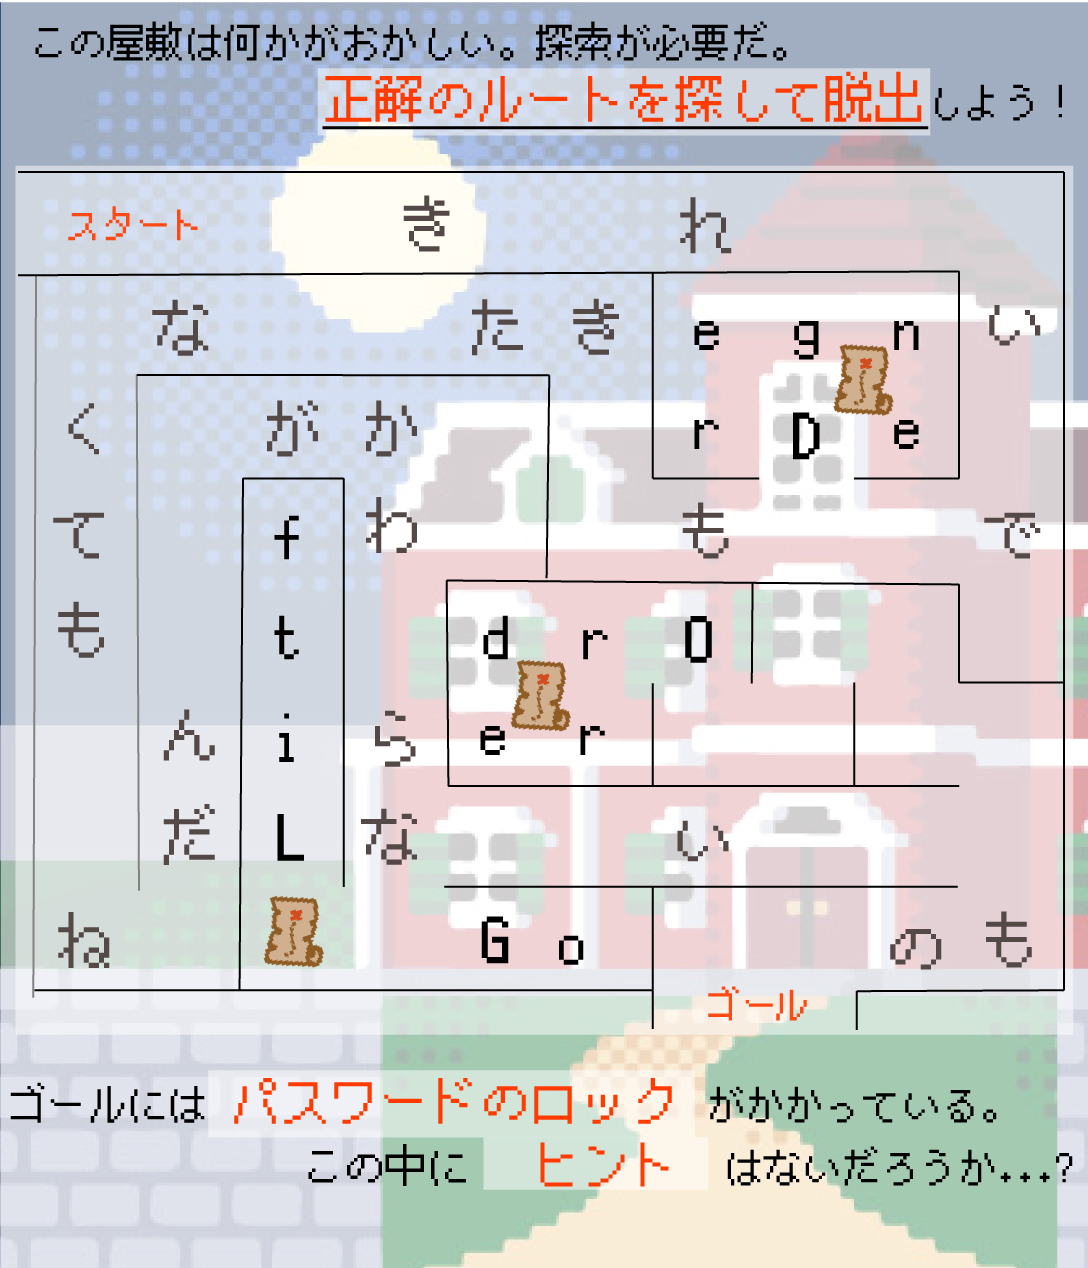 この屋敷は何かがおかしい。探索が必要だ。
正解のルートを探して脱出しよう！
スタート き れ
な た き e g n い
く が か r D e
て f わ も で
も t d r O
ん i ら e r
だ L な い
ね G o の も
ゴール
ゴールには パスワードのロック がかかっている。
この中に ヒント はないだろうか...?